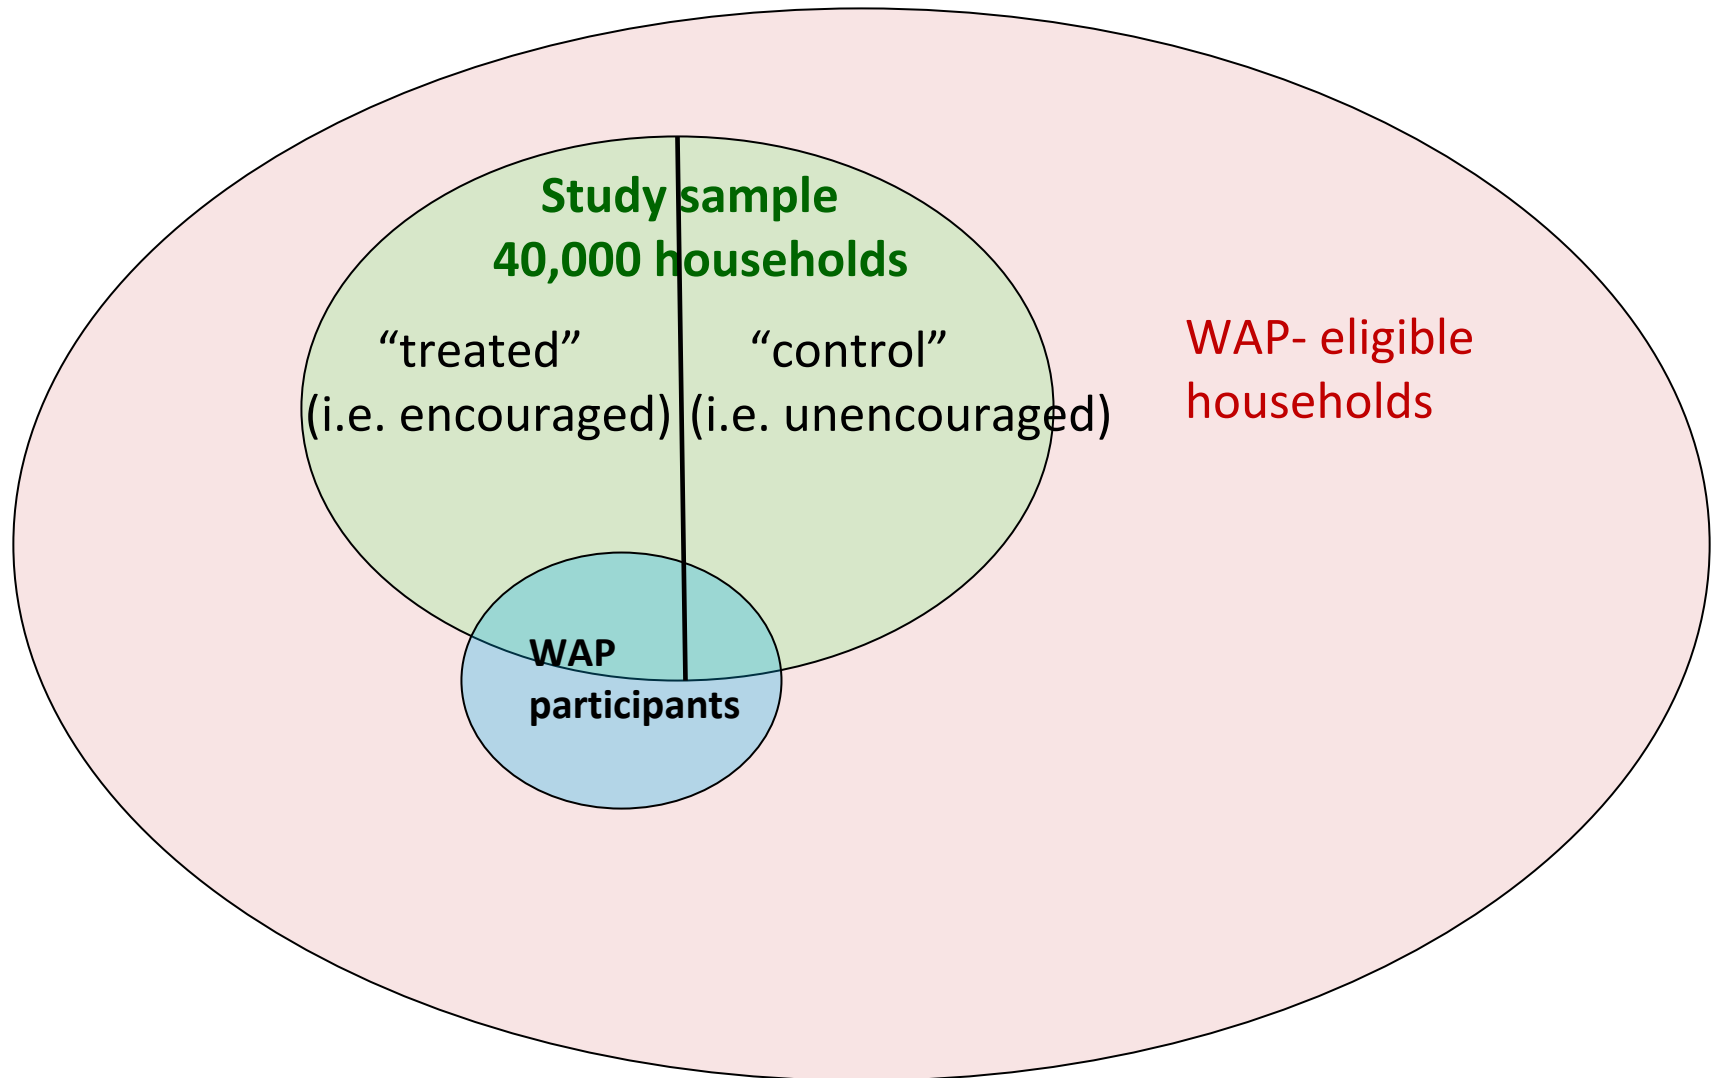 Study sample
40,000 households
“treated”
(i.e. encouraged)
“control”
(i.e. unencouraged)
WAP- eligible
households
WAP
participants